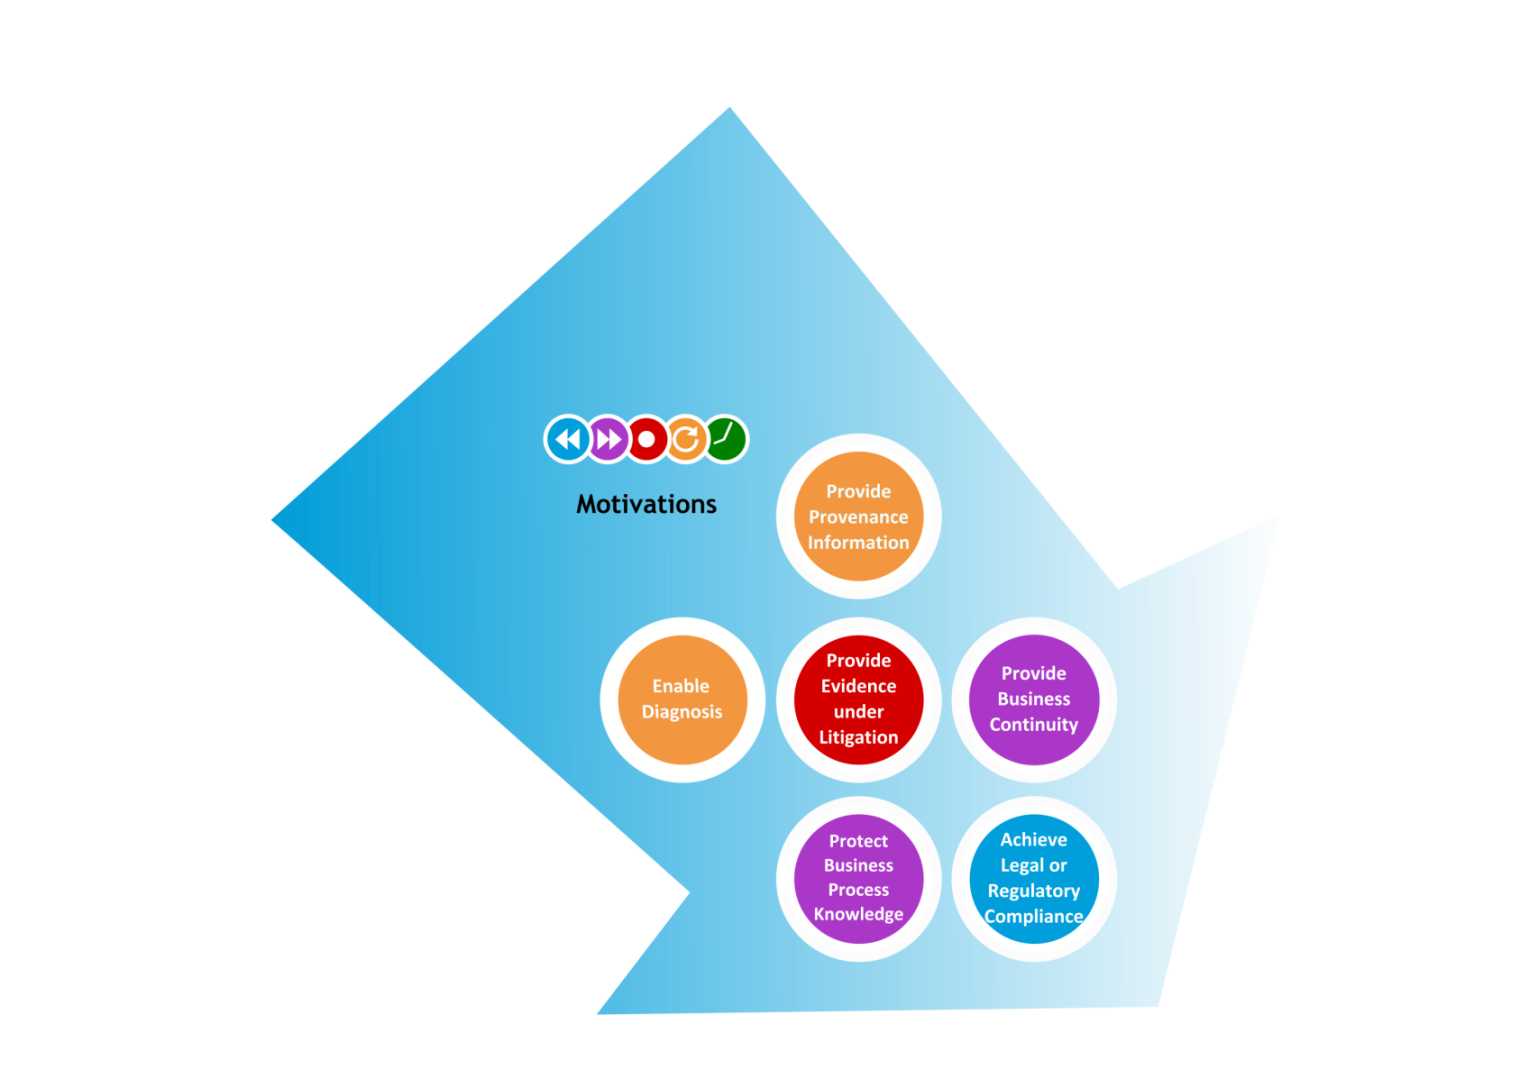 Motivations
Provide
Provenance
Information
Enable
Diagnosis
Provide
Evidence
under
Litigation
Provide
Business
Continuity
Protect
Business
Process
Knowledge
Achieve
Legal or
Regulatory
Compliance